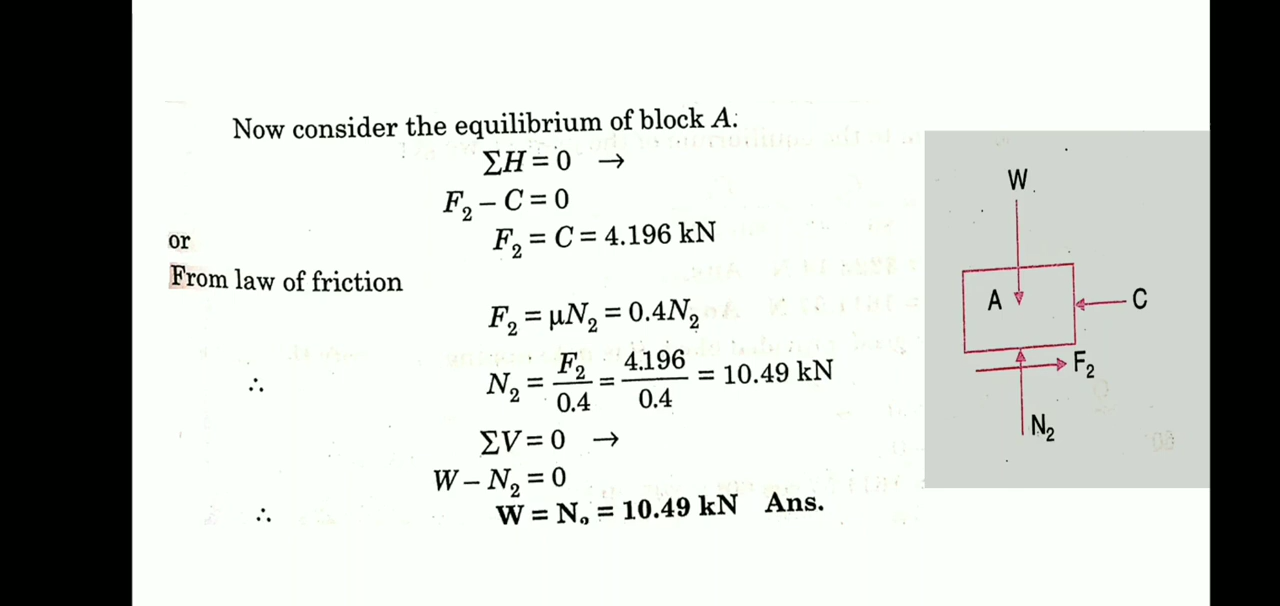 Now consider the equilibrium of block A.
ΣH = 0 →
F₂ – C = 0
or F₂ = C = 4.196 kN
From law of friction
F₂ = μN₂ = 0.4N₂
∴ N₂ = F₂/0.4 = 4.196/0.4 = 10.49 kN
ΣV = 0 →
W – N₂ = 0
∴ W = N₂ = 10.49 kN Ans.
W
A
C
F₂
N₂